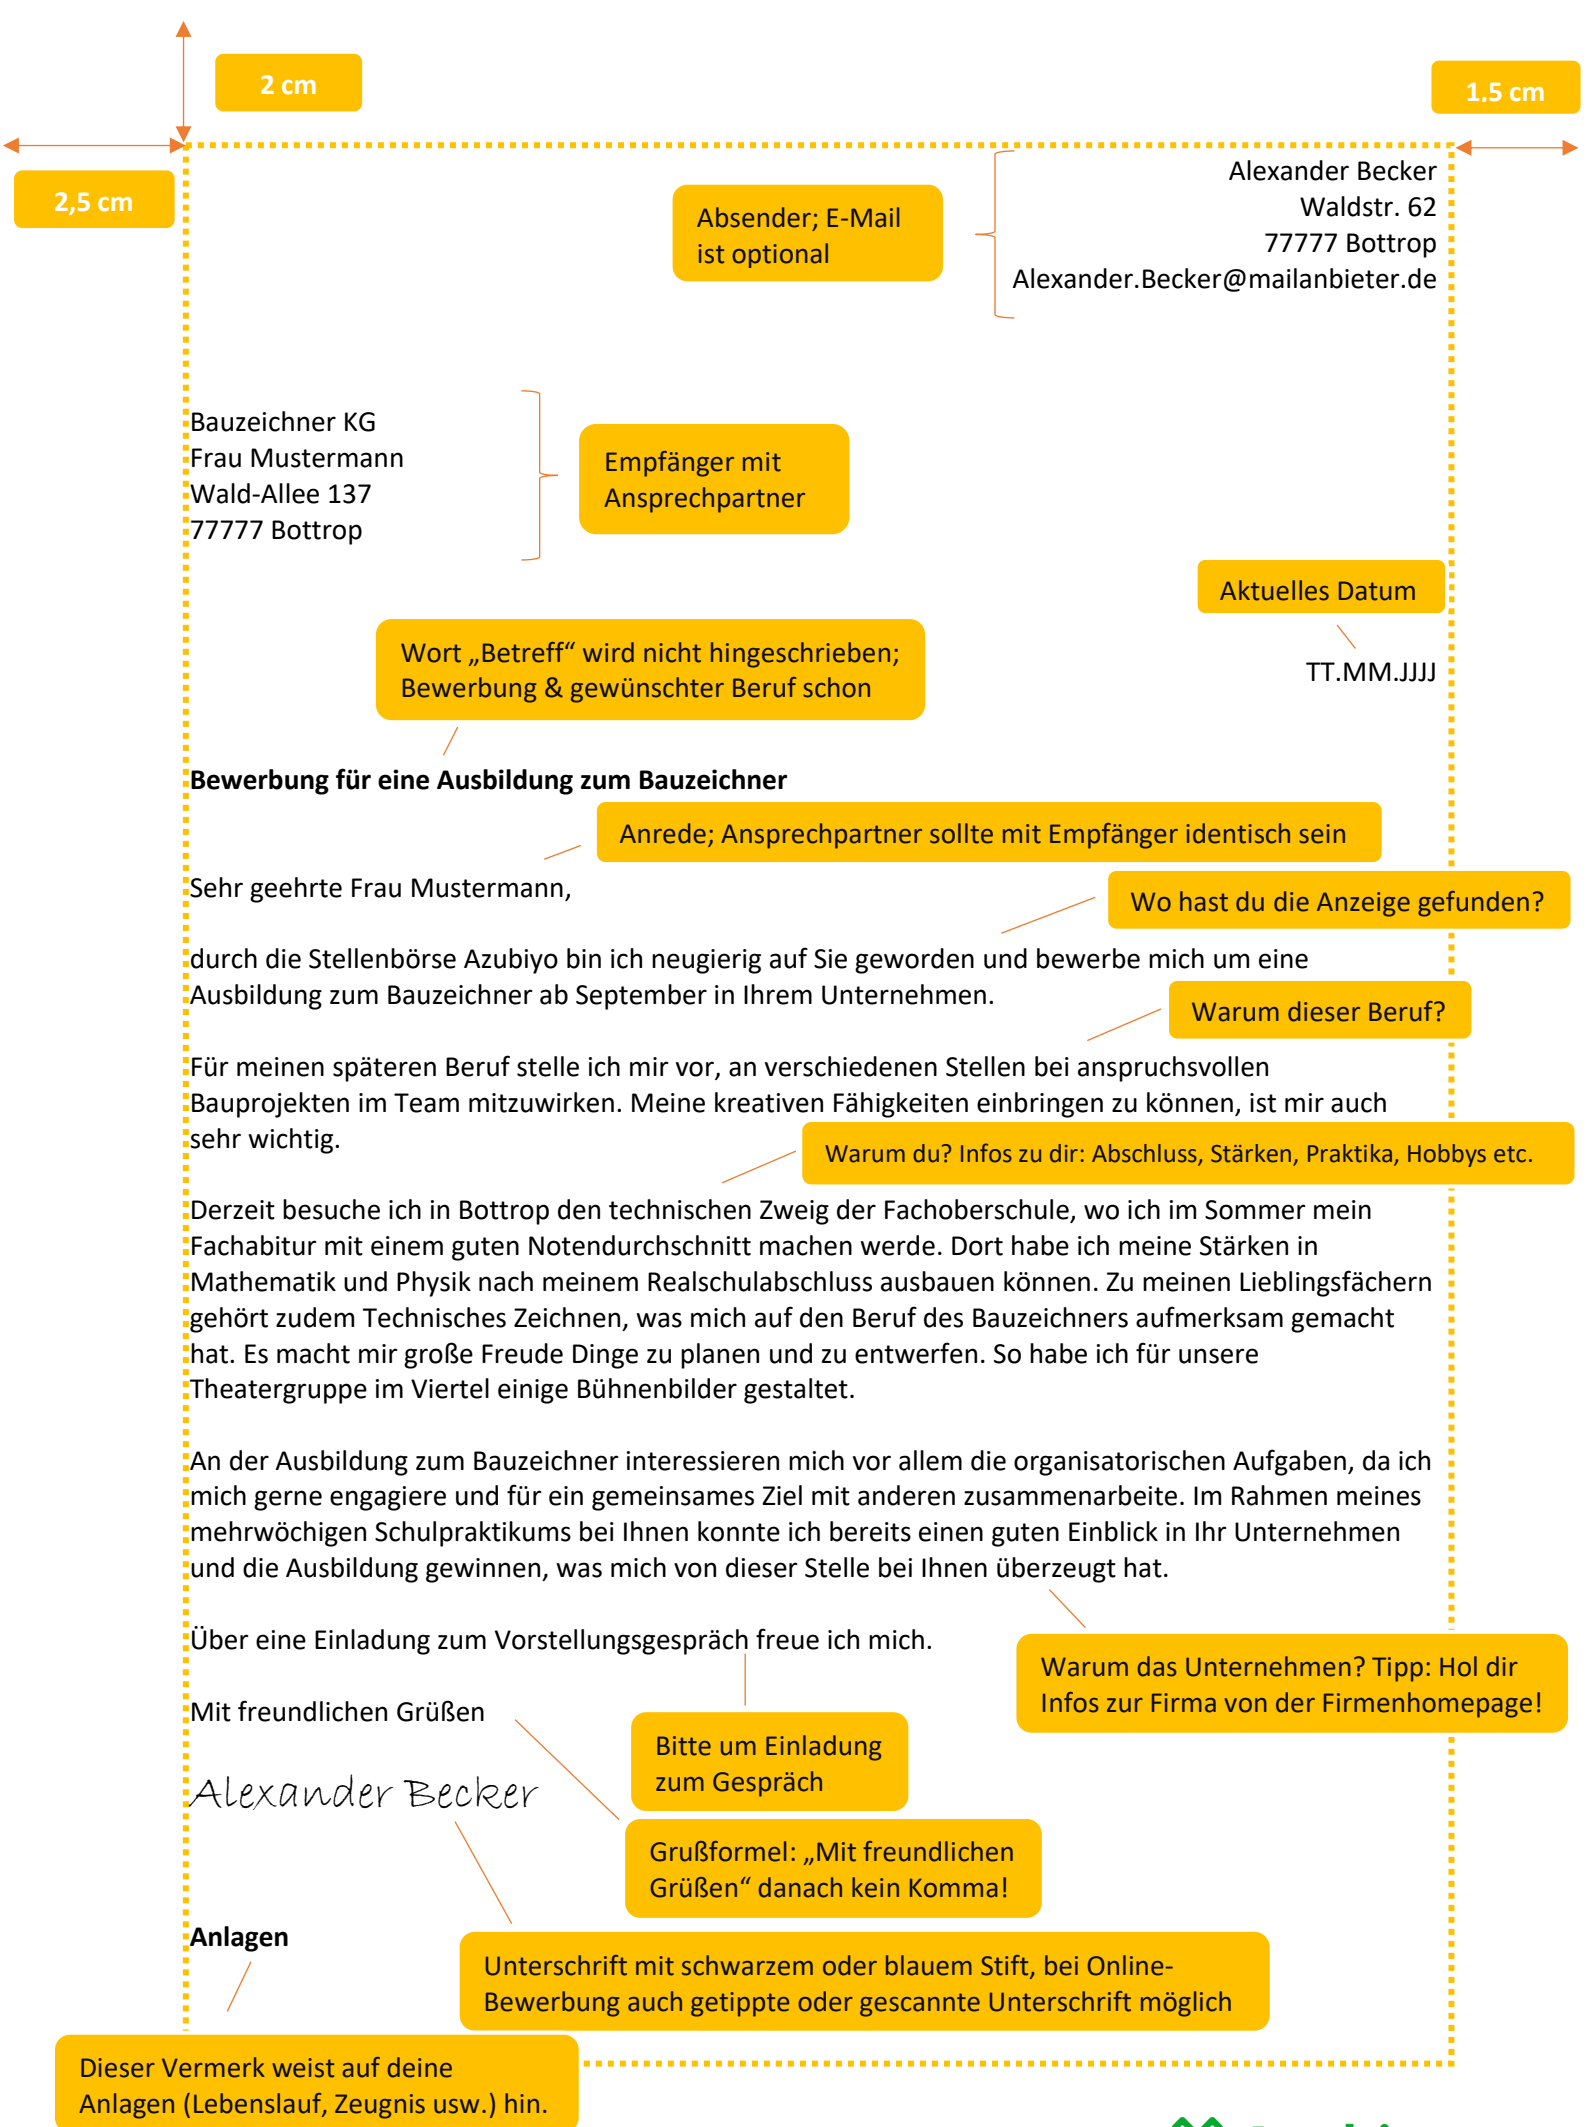 2 cm
1,5 cm
2,5 cm
Absender; E-Mail
ist optional
Alexander Becker
Waldstr. 62
77777 Bottrop
Alexander.Becker@mailanbieter.de
Bauzeichner KG
Frau Mustermann
Wald-Allee 137
77777 Bottrop
Empfänger mit
Ansprechpartner
Aktuelles Datum
TT.MM.JJJJ
Wort „Betreff“ wird nicht hingeschrieben;
Bewerbung & gewünschter Beruf schon
Bewerbung für eine Ausbildung zum Bauzeichner
Anrede; Ansprechpartner sollte mit Empfänger identisch sein
Sehr geehrte Frau Mustermann,
Wo hast du die Anzeige gefunden?
durch die Stellenbörse Azubiyo bin ich neugierig auf Sie geworden und bewerbe mich um eine
Ausbildung zum Bauzeichner ab September in Ihrem Unternehmen.
Warum dieser Beruf?
Für meinen späteren Beruf stelle ich mir vor, an verschiedenen Stellen bei anspruchsvollen
Bauprojekten im Team mitzuwirken. Meine kreativen Fähigkeiten einbringen zu können, ist mir auch
sehr wichtig.
Warum du? Infos zu dir: Abschluss, Stärken, Praktika, Hobbys etc.
Derzeit besuche ich in Bottrop den technischen Zweig der Fachoberschule, wo ich im Sommer mein
Fachabitur mit einem guten Notendurchschnitt machen werde. Dort habe ich meine Stärken in
Mathematik und Physik nach meinem Realschulabschluss ausbauen können. Zu meinen Lieblingsfächern
gehört zudem Technisches Zeichnen, was mich auf den Beruf des Bauzeichners aufmerksam gemacht
hat. Es macht mir große Freude Dinge zu planen und zu entwerfen. So habe ich für unsere
Theatergruppe im Viertel einige Bühnenbilder gestaltet.
An der Ausbildung zum Bauzeichner interessieren mich vor allem die organisatorischen Aufgaben, da ich
mich gerne engagiere und für ein gemeinsames Ziel mit anderen zusammenarbeite. Im Rahmen meines
mehrwöchigen Schulpraktikums bei Ihnen konnte ich bereits einen guten Einblick in Ihr Unternehmen
und die Ausbildung gewinnen, was mich von dieser Stelle bei Ihnen überzeugt hat.
Über eine Einladung zum Vorstellungsgespräch freue ich mich.
Warum das Unternehmen? Tipp: Hol dir
Infos zur Firma von der Firmenhomepage!
Mit freundlichen Grüßen
Bitte um Einladung
zum Gespräch
Alexander Becker
Grußformel: „Mit freundlichen
Grüßen“ danach kein Komma!
Anlagen
Unterschrift mit schwarzem oder blauem Stift, bei Online-
Bewerbung auch getippte oder gescannte Unterschrift möglich
Dieser Vermerk weist auf deine
Anlagen (Lebenslauf, Zeugnis usw.) hin.